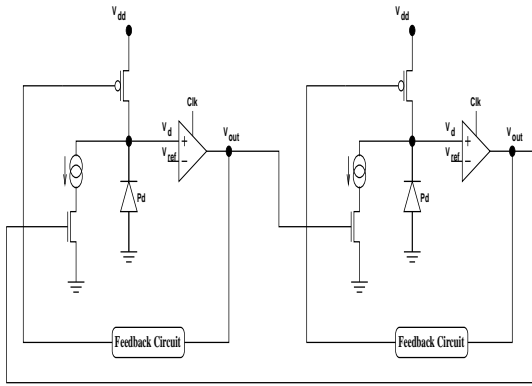 Vdd
Vdd
Clk
Clk
Vd
Vout
Vd
Vout
+
+
Vref
Vref
−
−
Pd
Pd
Feedback Circuit
Feedback Circuit